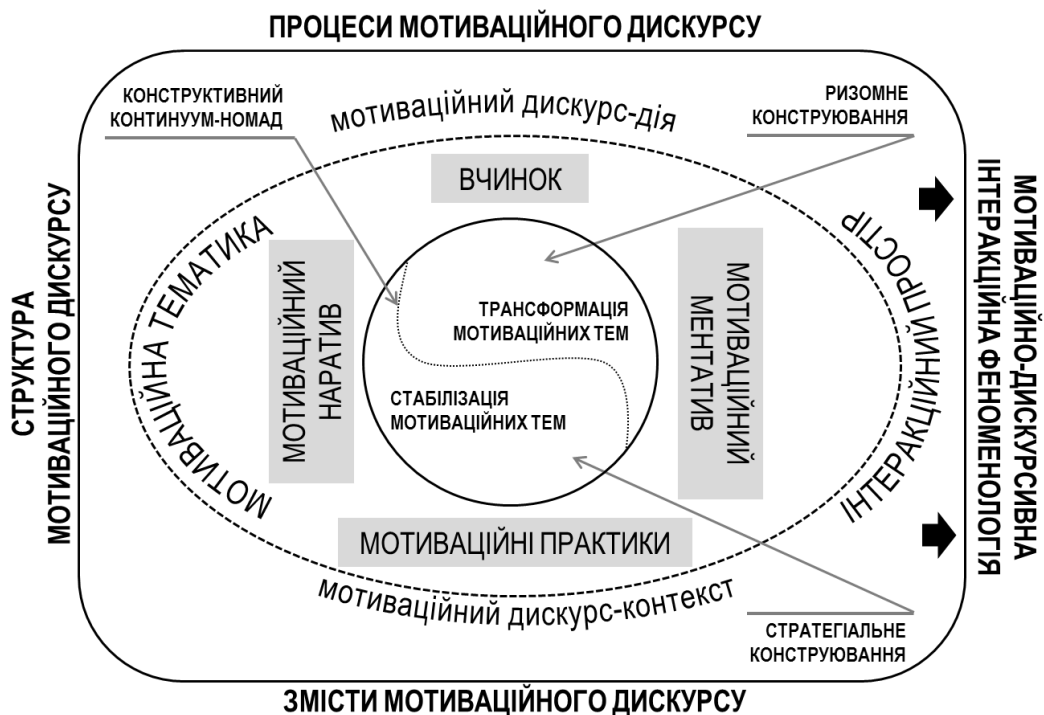 ПРОЦЕСИ МОТИВАЦІЙНОГО ДИСКУРСУ
КОНСТРУКТИВНИЙ
КОНТИНУУМ-НОМАД
мотиваційний дискурс-дія
РИЗОМНЕ
КОНСТРУЮВАННЯ
ВЧИНОК
СТРУКТУРА
МОТИВАЦІЙНОГО ДИСКУРСУ
МОТИВАЦІЙНА ТЕМАТИКА
МОТИВАЦІЙНИЙ
НАРАТИВ
ТРАНСФОРМАЦІЯ
МОТИВАЦІЙНИХ ТЕМ
СТАБІЛІЗАЦІЯ
МОТИВАЦІЙНИХ ТЕМ
МОТИВАЦІЙНИЙ
МЕНТАТИВ
ІНТЕРАКЦІЙНИЙ ПРОСТІР
МОТИВАЦІЙНО-ДИСКУРСИВНА
ІНТЕРАКЦІЙНА ФЕНОМЕНОЛОГІЯ
МОТИВАЦІЙНІ ПРАКТИКИ
мотиваційний дискурс-контекст
СТРАТЕГІАЛЬНЕ
КОНСТРУЮВАННЯ
ЗМІСТИ МОТИВАЦІЙНОГО ДИСКУРСУ